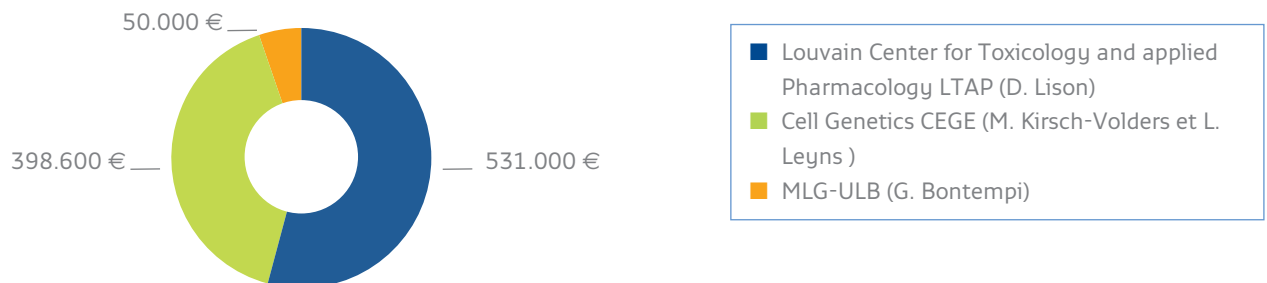 50.000 €
398.600 €
531.000 €
Louvain Center for Toxicology and applied
Pharmacology LTAP (D. Lison)
Cell Genetics CEGE (M. Kirsch-Volders et L.
Leyns )
MLG-ULB (G. Bontempi)